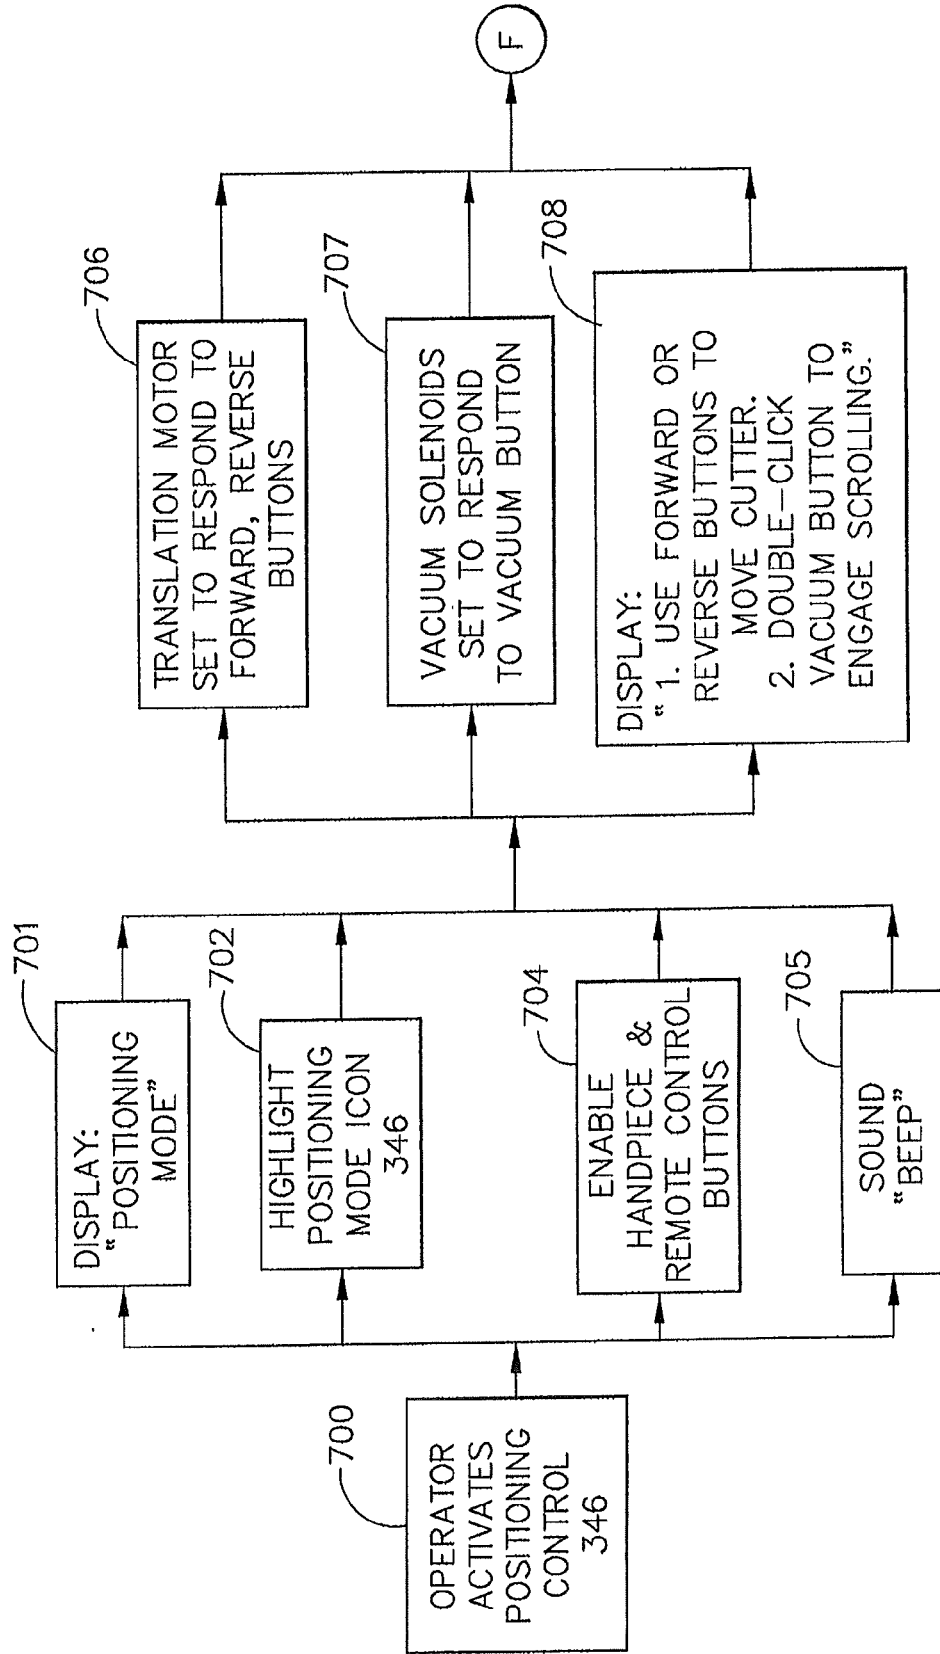 700
OPERATOR
ACTIVATES
POSITIONING
CONTROL
346
701
DISPLAY:
“POSITIONING
MODE”
702
HIGHLIGHT
POSITIONING
MODE ICON
346
704
ENABLE
HANDPIECE &
REMOTE CONTROL
BUTTONS
705
SOUND
“BEEP”
706
TRANSLATION MOTOR
SET TO RESPOND TO
FORWARD, REVERSE
BUTTONS
707
VACUUM SOLENOIDS
SET TO RESPOND
TO VACUUM BUTTON
708
DISPLAY:
“1. USE FORWARD OR
REVERSE BUTTONS TO
MOVE CUTTER.
2. DOUBLE-CLICK
VACUUM BUTTON TO
ENGAGE SCROLLING.”
F